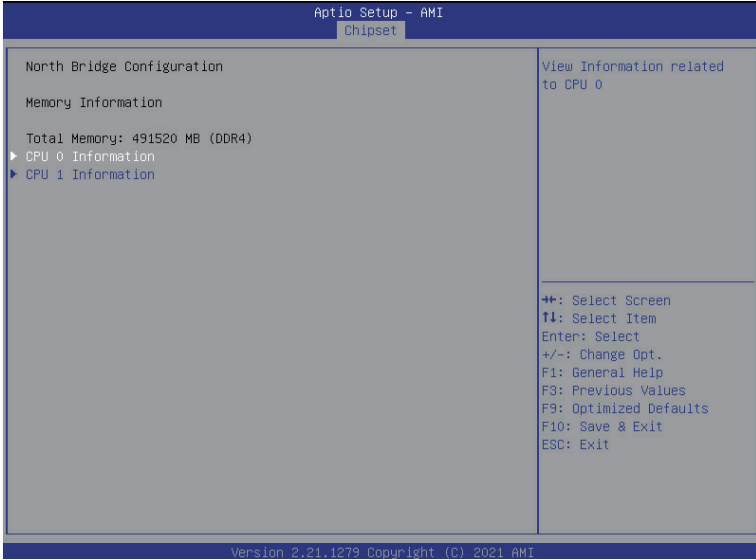 Aptio Setup – AMI
Chipset
North Bridge Configuration
Memory Information
Total Memory: 491520 MB (DDR4)
CPU 0 Information
CPU 1 Information
View Information related
to CPU 0
→←: Select Screen
↑↓: Select Item
Enter: Select
+/-: Change Opt.
F1: General Help
F3: Previous Values
F9: Optimized Defaults
F10: Save & Exit
ESC: Exit
Version 2.21.1279 Copyright (C) 2021 AMI